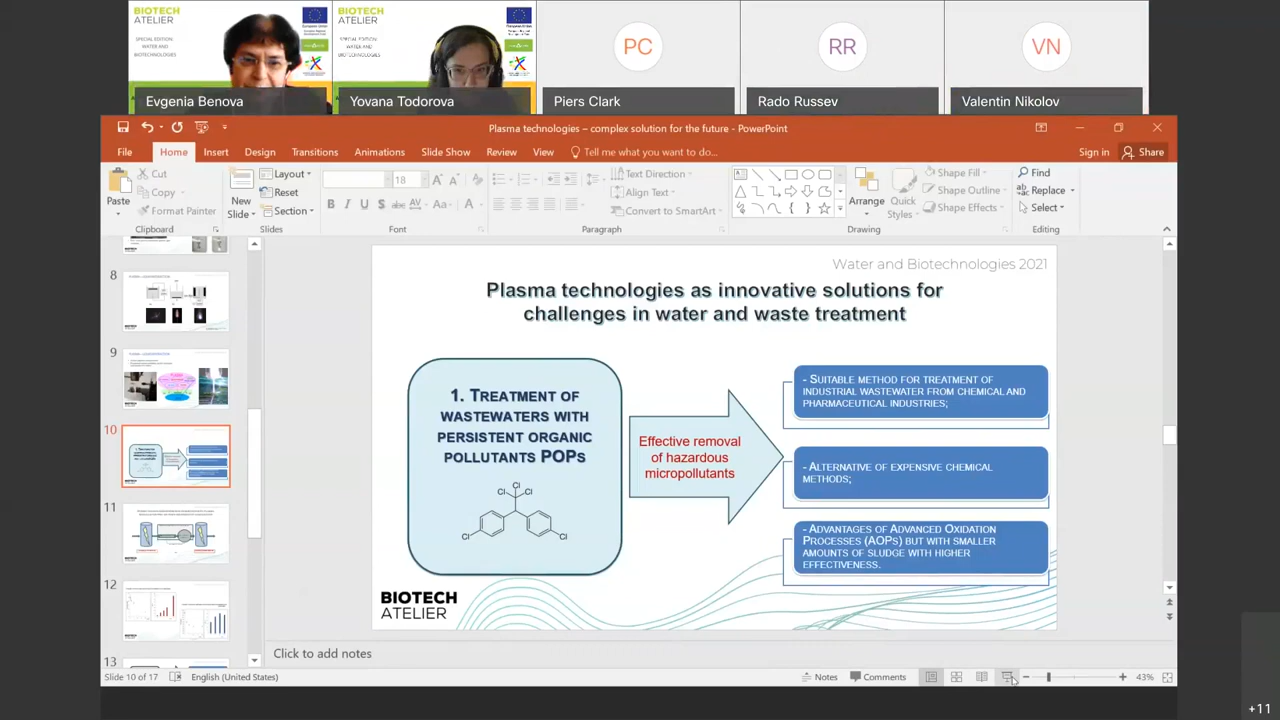 BIOTECH
ATELIER
SPECIAL EDITION:
WATER AND
BIOTECHNOLOGIES
BIOTECH
ATELIER
SPECIAL EDITION:
WATER AND
BIOTECHNOLOGIES
PC
RR
VN
Evgenia Benova
Yovana Todorova
Piers Clark
Rado Russev
Valentin Nikolov
Plasma technologies – complex solution for the future - PowerPoint
File
Home
Insert
Design
Transitions
Animations
Slide Show
Review
View
Tell me what you want to do...
Sign in
Share
Paste
Cut
Copy
Format Painter
Clipboard
New
Slide
Layout
Reset
Section
Slides
18
B I U S abc AV Aa A
Font
Text Direction
Align Text
Convert to SmartArt
Paragraph
Arrange
Quick
Styles
Shape Fill
Shape Outline
Shape Effects
Drawing
Find
Replace
Select
Editing
8
9
10
11
12
13
Water and Biotechnologies 2021
Plasma technologies as innovative solutions for
challenges in water and waste treatment
1. TREATMENT OF
WASTEWATERS WITH
PERSISTENT ORGANIC
POLLUTANTS POPS
Cl
Cl
Cl
Cl
Cl
Effective removal
of hazardous
micropollutants
- SUITABLE METHOD FOR TREATMENT OF
INDUSTRIAL WASTEWATER FROM CHEMICAL AND
PHARMACEUTICAL INDUSTRIES;
- ALTERNATIVE OF EXPENSIVE CHEMICAL
METHODS;
- ADVANTAGES OF ADVANCED OXIDATION
PROCESSES (AOPS) BUT WITH SMALLER
AMOUNTS OF SLUDGE WITH HIGHER
EFFECTIVENESS.
BIOTECH
ATELIER
Click to add notes
Slide 10 of 17
English (United States)
Notes
Comments
43%
+11